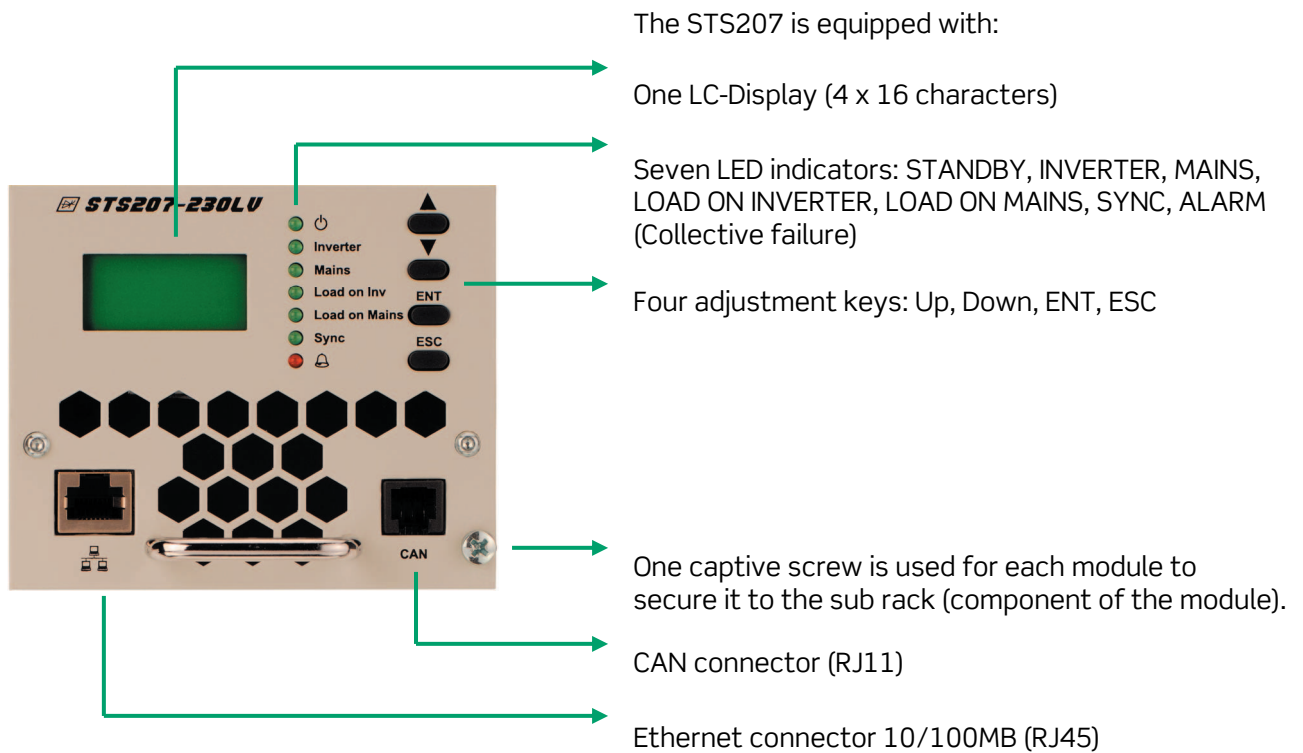 The STS207 is equipped with:
One LC-Display (4 x 16 characters)
Seven LED indicators: STANDBY, INVERTER, MAINS,
LOAD ON INVERTER, LOAD ON MAINS, SYNC, ALARM
(Collective failure)
Four adjustment keys: Up, Down, ENT, ESC
STS207-230LV
Inverter
Mains
Load on Inv
Load on Mains
Sync
ENT
ESC
CAN
One captive screw is used for each module to
secure it to the sub rack (component of the module).
CAN connector (RJ11)
Ethernet connector 10/100MB (RJ45)